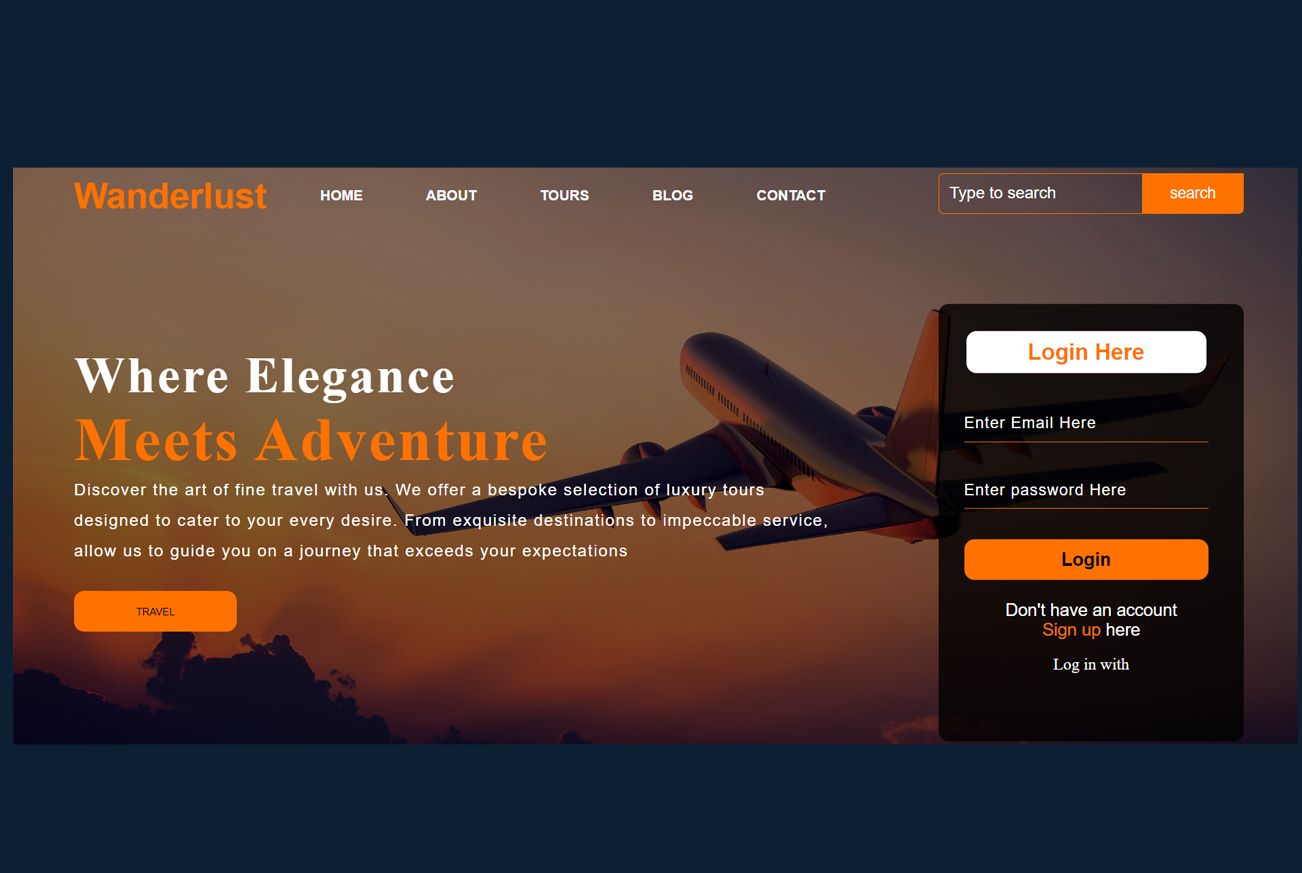 Wanderlust
HOME
ABOUT
TOURS
BLOG
CONTACT
Type to search
search
Where Elegance
Meets Adventure
Discover the art of fine travel with us. We offer a bespoke selection of luxury tours
designed to cater to your every desire. From exquisite destinations to impeccable service,
allow us to guide you on a journey that exceeds your expectations
TRAVEL
Login Here
Enter Email Here
Enter password Here
Login
Don't have an account
Sign up here
Log in with